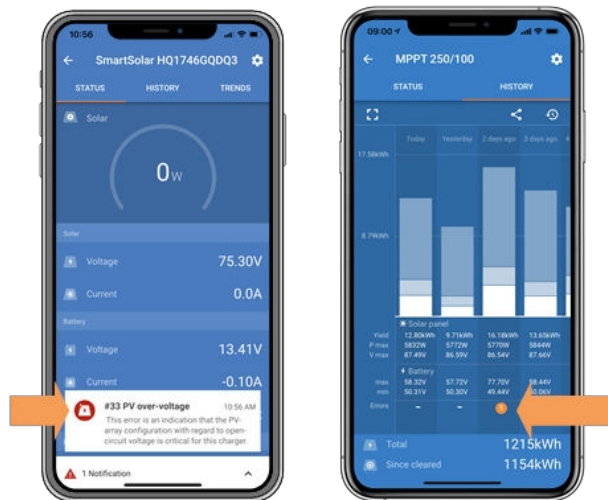 10:56
SmartSolar HQ1746GQDQ3
STATUS HISTORY TRENDS
Solar
0w
Solar
Voltage 75.30V
Current 0.0A
Battery
Voltage 13.41V
Current -0.10A
#33 PV over-voltage 10:56 AM
This error is an indication that the PV-
array configuration with regard to open-
circuit voltage is critical for this charger.
1 Notification
09:00
MPPT 250/100
STATUS HISTORY
Today Yesterday 2 days ago 3 days ago
17.58kWh
8.79kWh
Solar panel
Yield 12.80kWh 9.71kWh 16.18kWh 13.65kWh
P max 5832W 5772W 5770W 5844W
V max 87.49V 86.59V 86.54V 87.66V
Battery
max 58.32V 57.72V 77.70V 58.44V
min 50.31V 50.30V 49.44V
Errors - - 1
Total 1215kWh
Since cleared 1154kWh